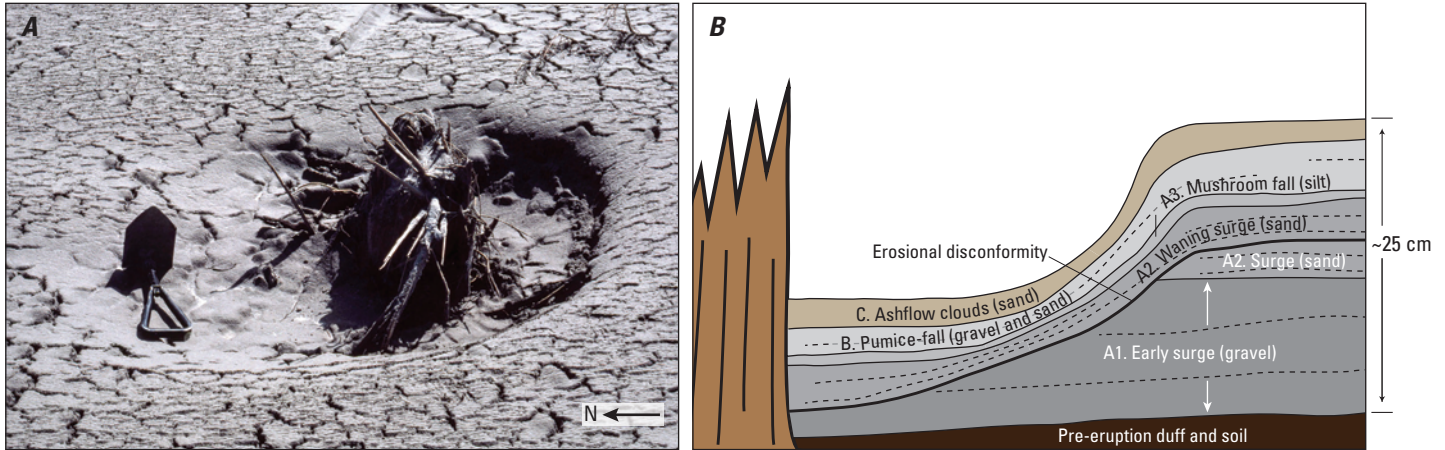 A
N
B
Erosional disconformity
A3. Mushroom fall (silt)
A2. Waning surge (sand)
A2. Surge (sand)
~25 cm
C. Ashflow clouds (sand)
B. Pumice-fall (gravel and sand)
A1. Early surge (gravel)
Pre-eruption duff and soil